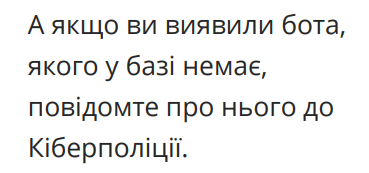 А якщо ви виявили бота,
якого у базі немає,
повідомте про нього до
Кіберполіції.